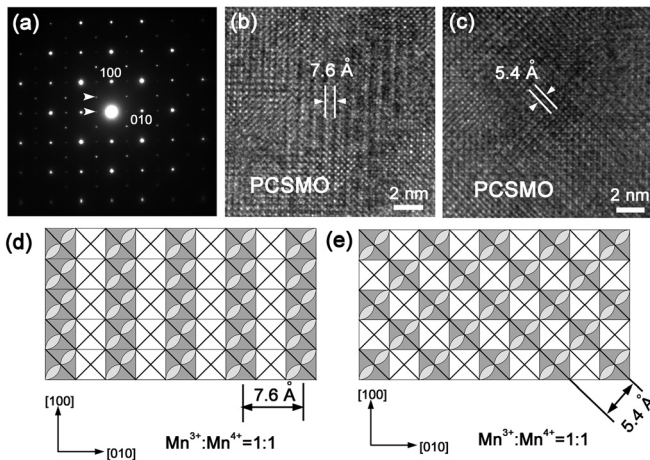 (a)
100
010
(b)
7.6 Å
PCSMO
2 nm
(c)
5.4 Å
PCSMO
2 nm
(d)
7.6 Å
[100]
[010]
Mn³⁺:Mn⁴⁺=1:1
(e)
5.4 Å
[100]
[010]
Mn³⁺:Mn⁴⁺=1:1